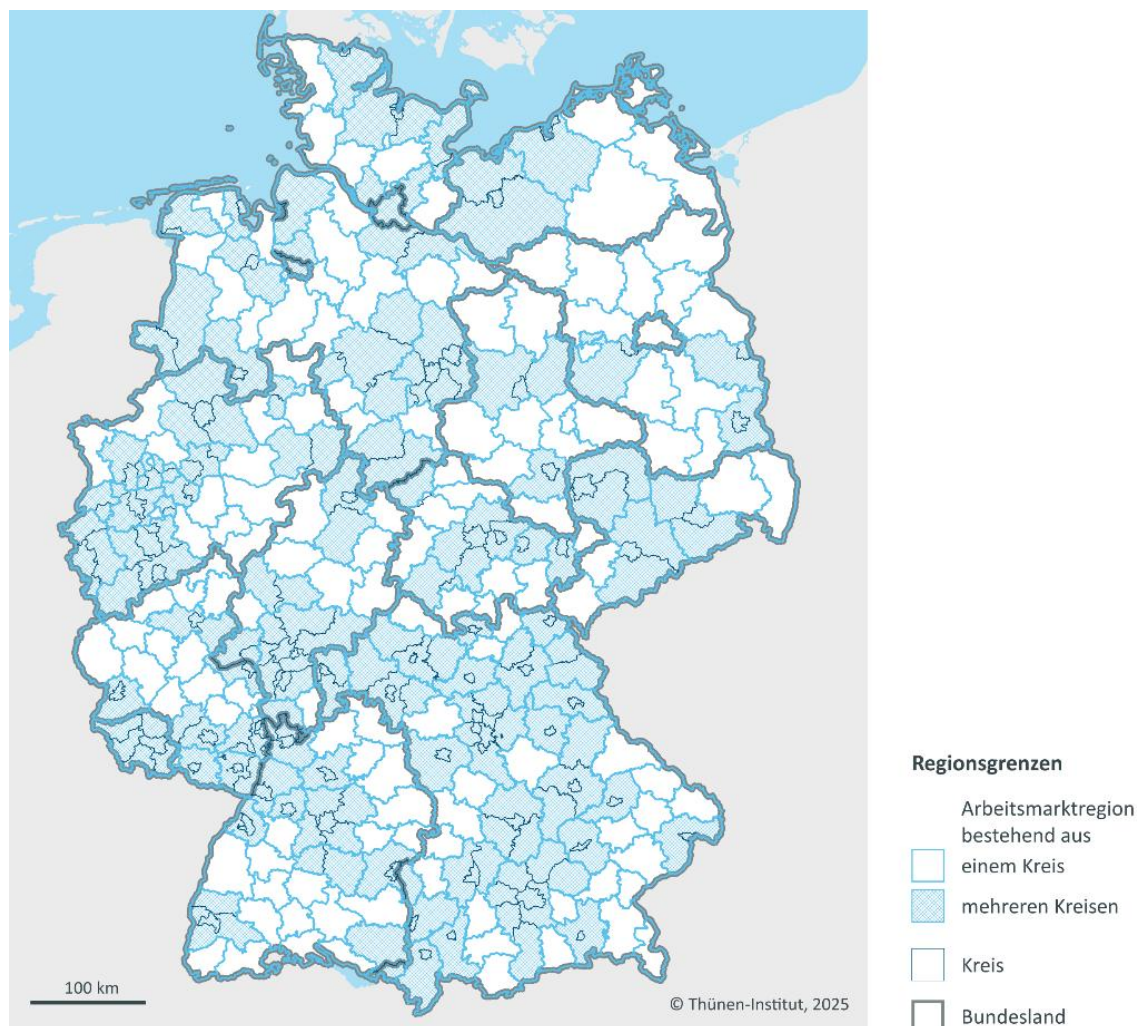 100 km
© Thünen-Institut, 2025
Regionsgrenzen
Arbeitsmarktregion
bestehend aus
einem Kreis
mehreren Kreisen
Kreis
Bundesland